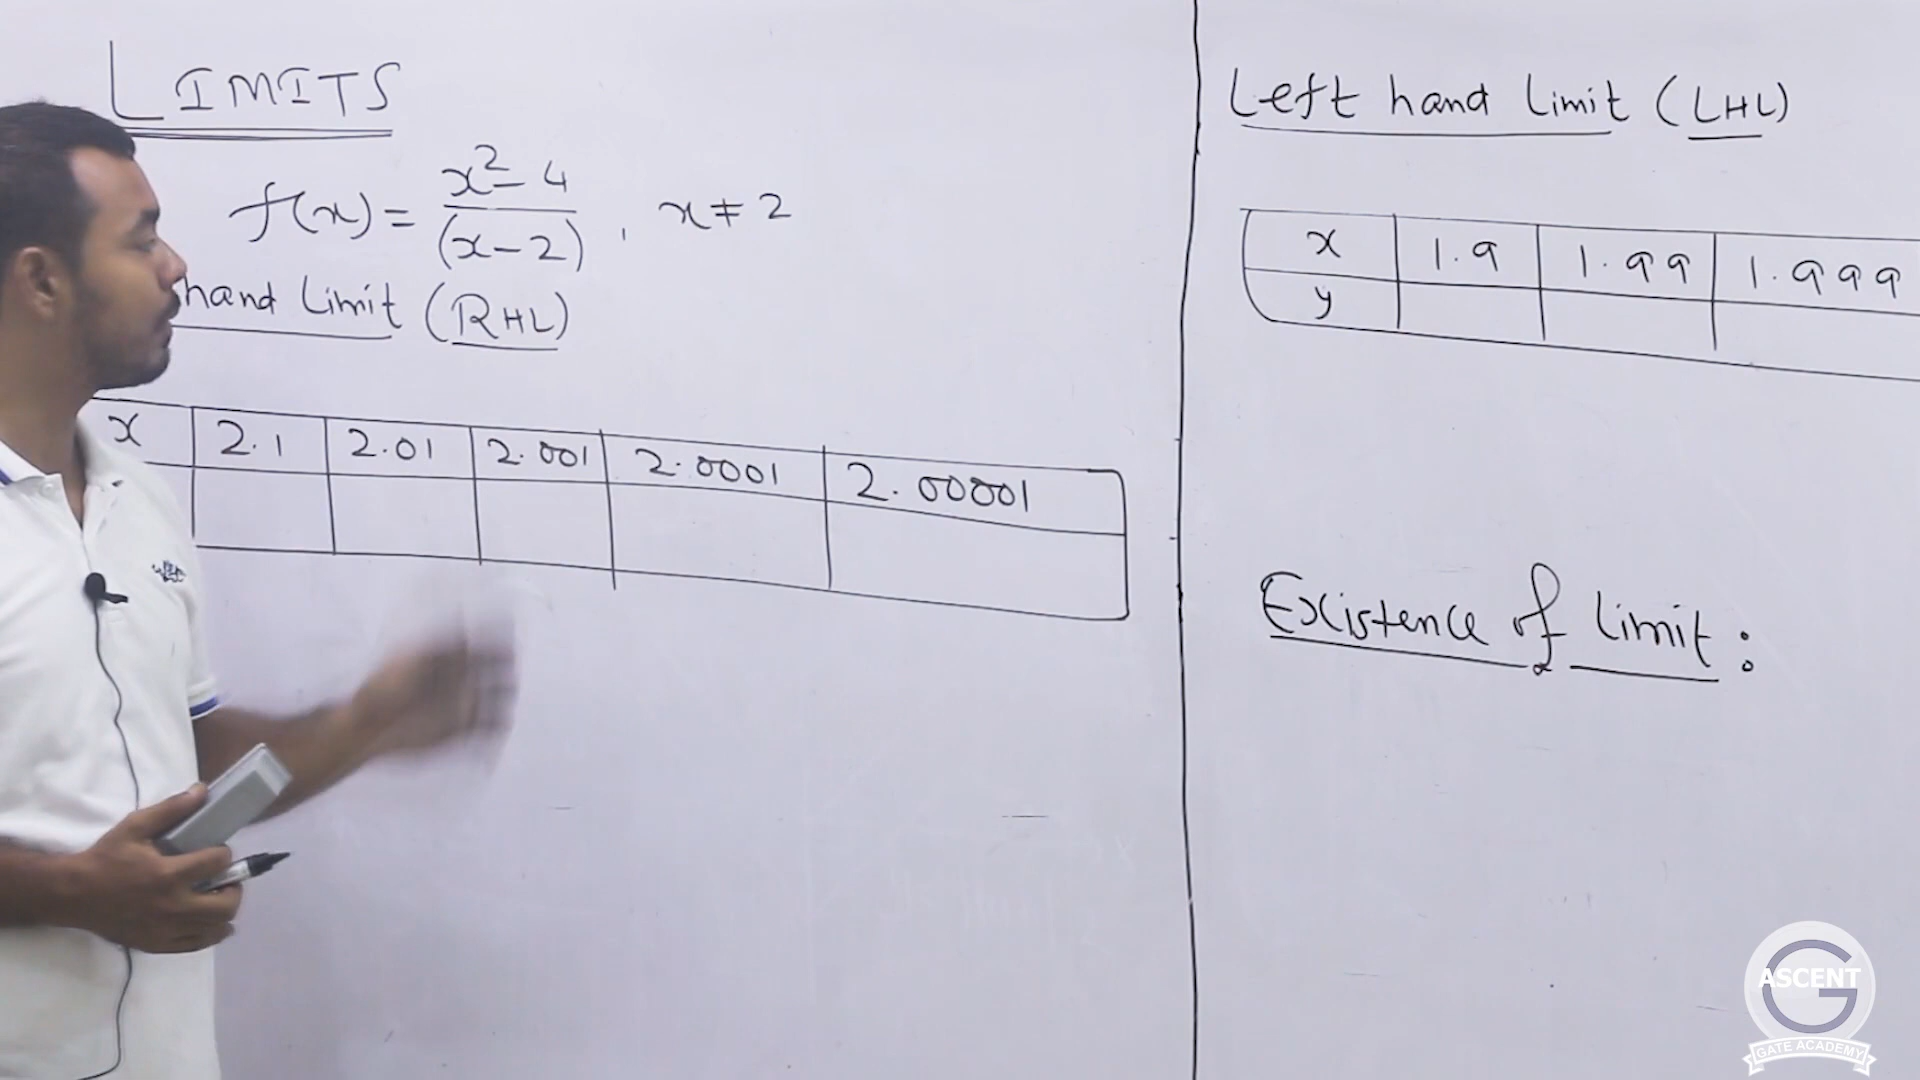 LIMITS
f(x) = x² - 4 / (x - 2) , x ≠ 2
hand Limit (RHL)
x 2.1 2.01 2.001 2.0001 2.00001
Left hand limit (LHL)
x 1.9 1.99 1.999
y
Existence of limit :
ASCENT
GATE ACADEMY